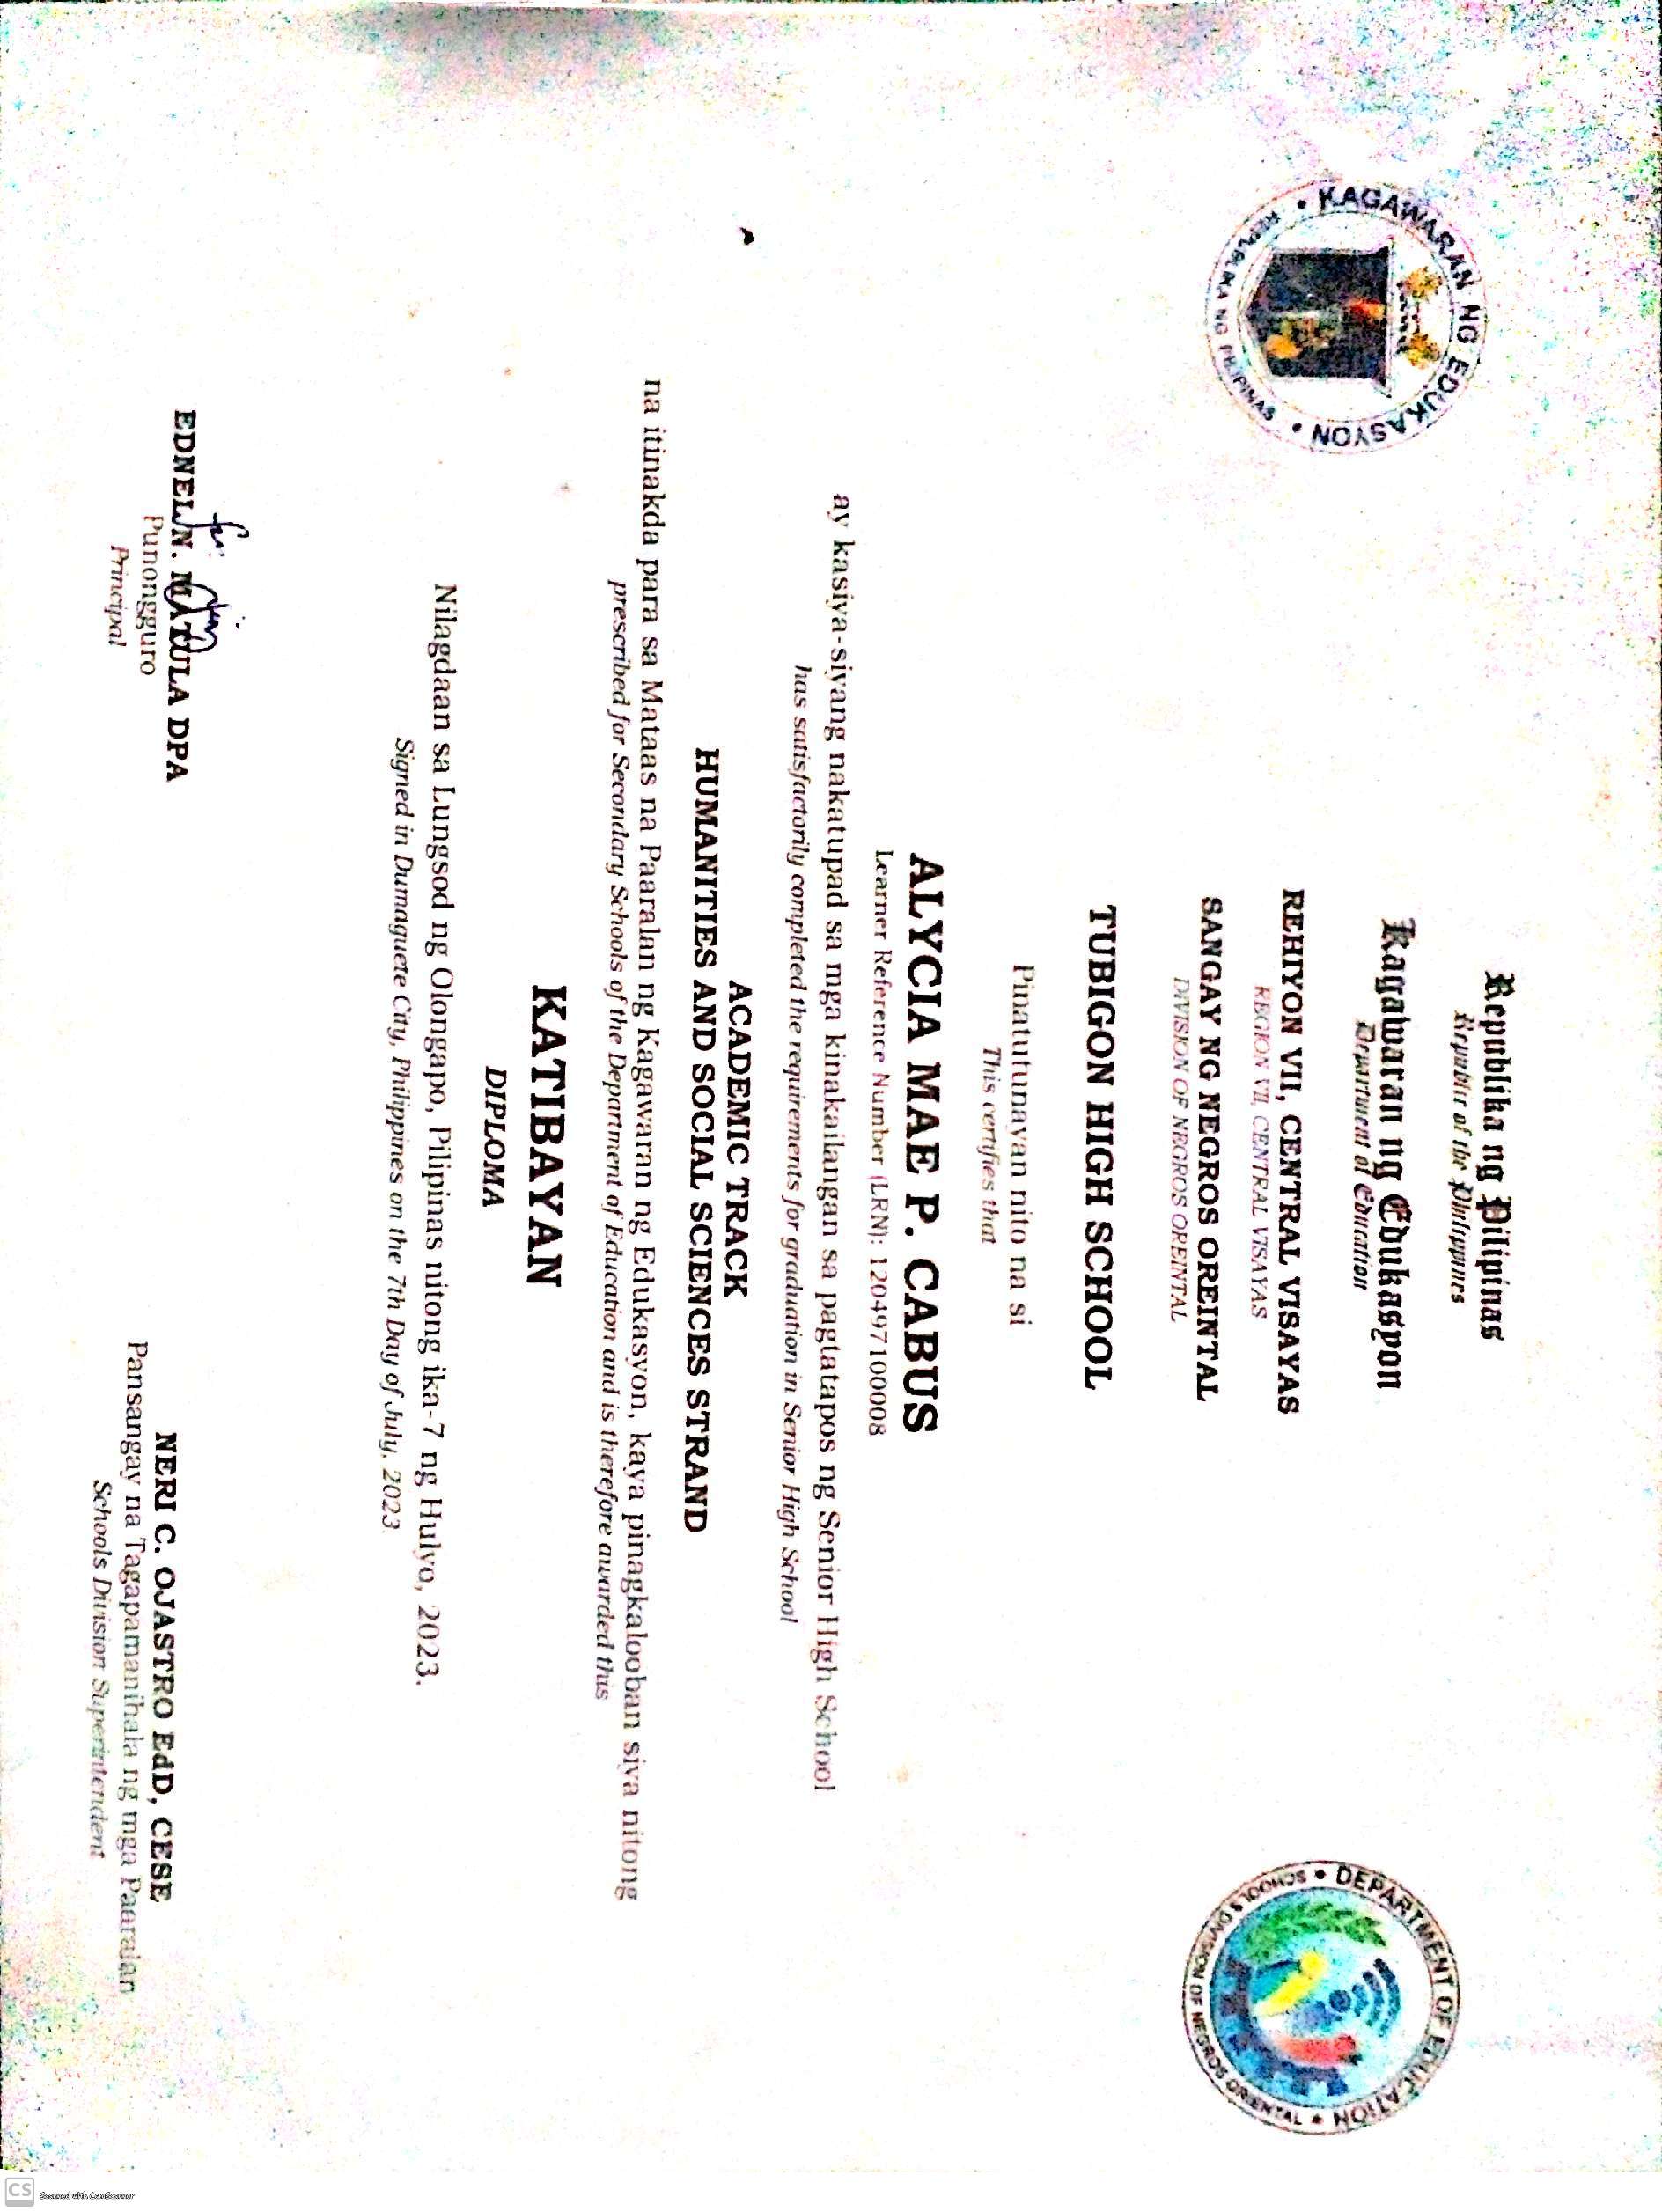 Republika ng Pilipinas
Republic of the Philippines
Kagawaran ng Edukasyon
Department of Education
KAGAWARAN NG EDUKASYON
REPUBLIKA NG PILIPINAS
DEPARTMENT OF EDUCATION
SCHOOLS DIVISION OF NEGROS ORIENTAL
REHIYON VII, CENTRAL VISAYAS
REGION VII, CENTRAL VISAYAS
SANGAY NG NEGROS OREINTAL
DIVISION OF NEGROS OREINTAL
TUBIGON HIGH SCHOOL
Pinatutunayan nito na si
This certifies that
ALYCIA MAE P. CABUS
Learner Reference Number (LRN): 120497100008
ay kasiya-siyang nakatupad sa mga kinakailangan sa pagtatapos ng Senior High School
has satisfactorily completed the requirements for graduation in Senior High School
ACADEMIC TRACK
HUMANITIES AND SOCIAL SCIENCES STRAND
na itinakda para sa Mataas na Paaralan ng Kagawaran ng Edukasyon, kaya pinagkalooban siya nitong
prescribed for Secondary Schools of the Department of Education and is therefore awarded this
KATIBAYAN
DIPLOMA
Nilagdaan sa Lungsod ng Olongapo, Pilipinas nitong ika-7 ng Hulyo, 2023.
Signed in Dumaguete City, Philippines on the 7th Day of July, 2023.
for:
EDNEL N. MATULA DPA
Punongguro
Principal
NERI C. OJASTRO EdD, CESE
Pansangay na Tagapamanihala ng mga Paaralan
Schools Division Superintendent
CS
Scanned with CamScanner